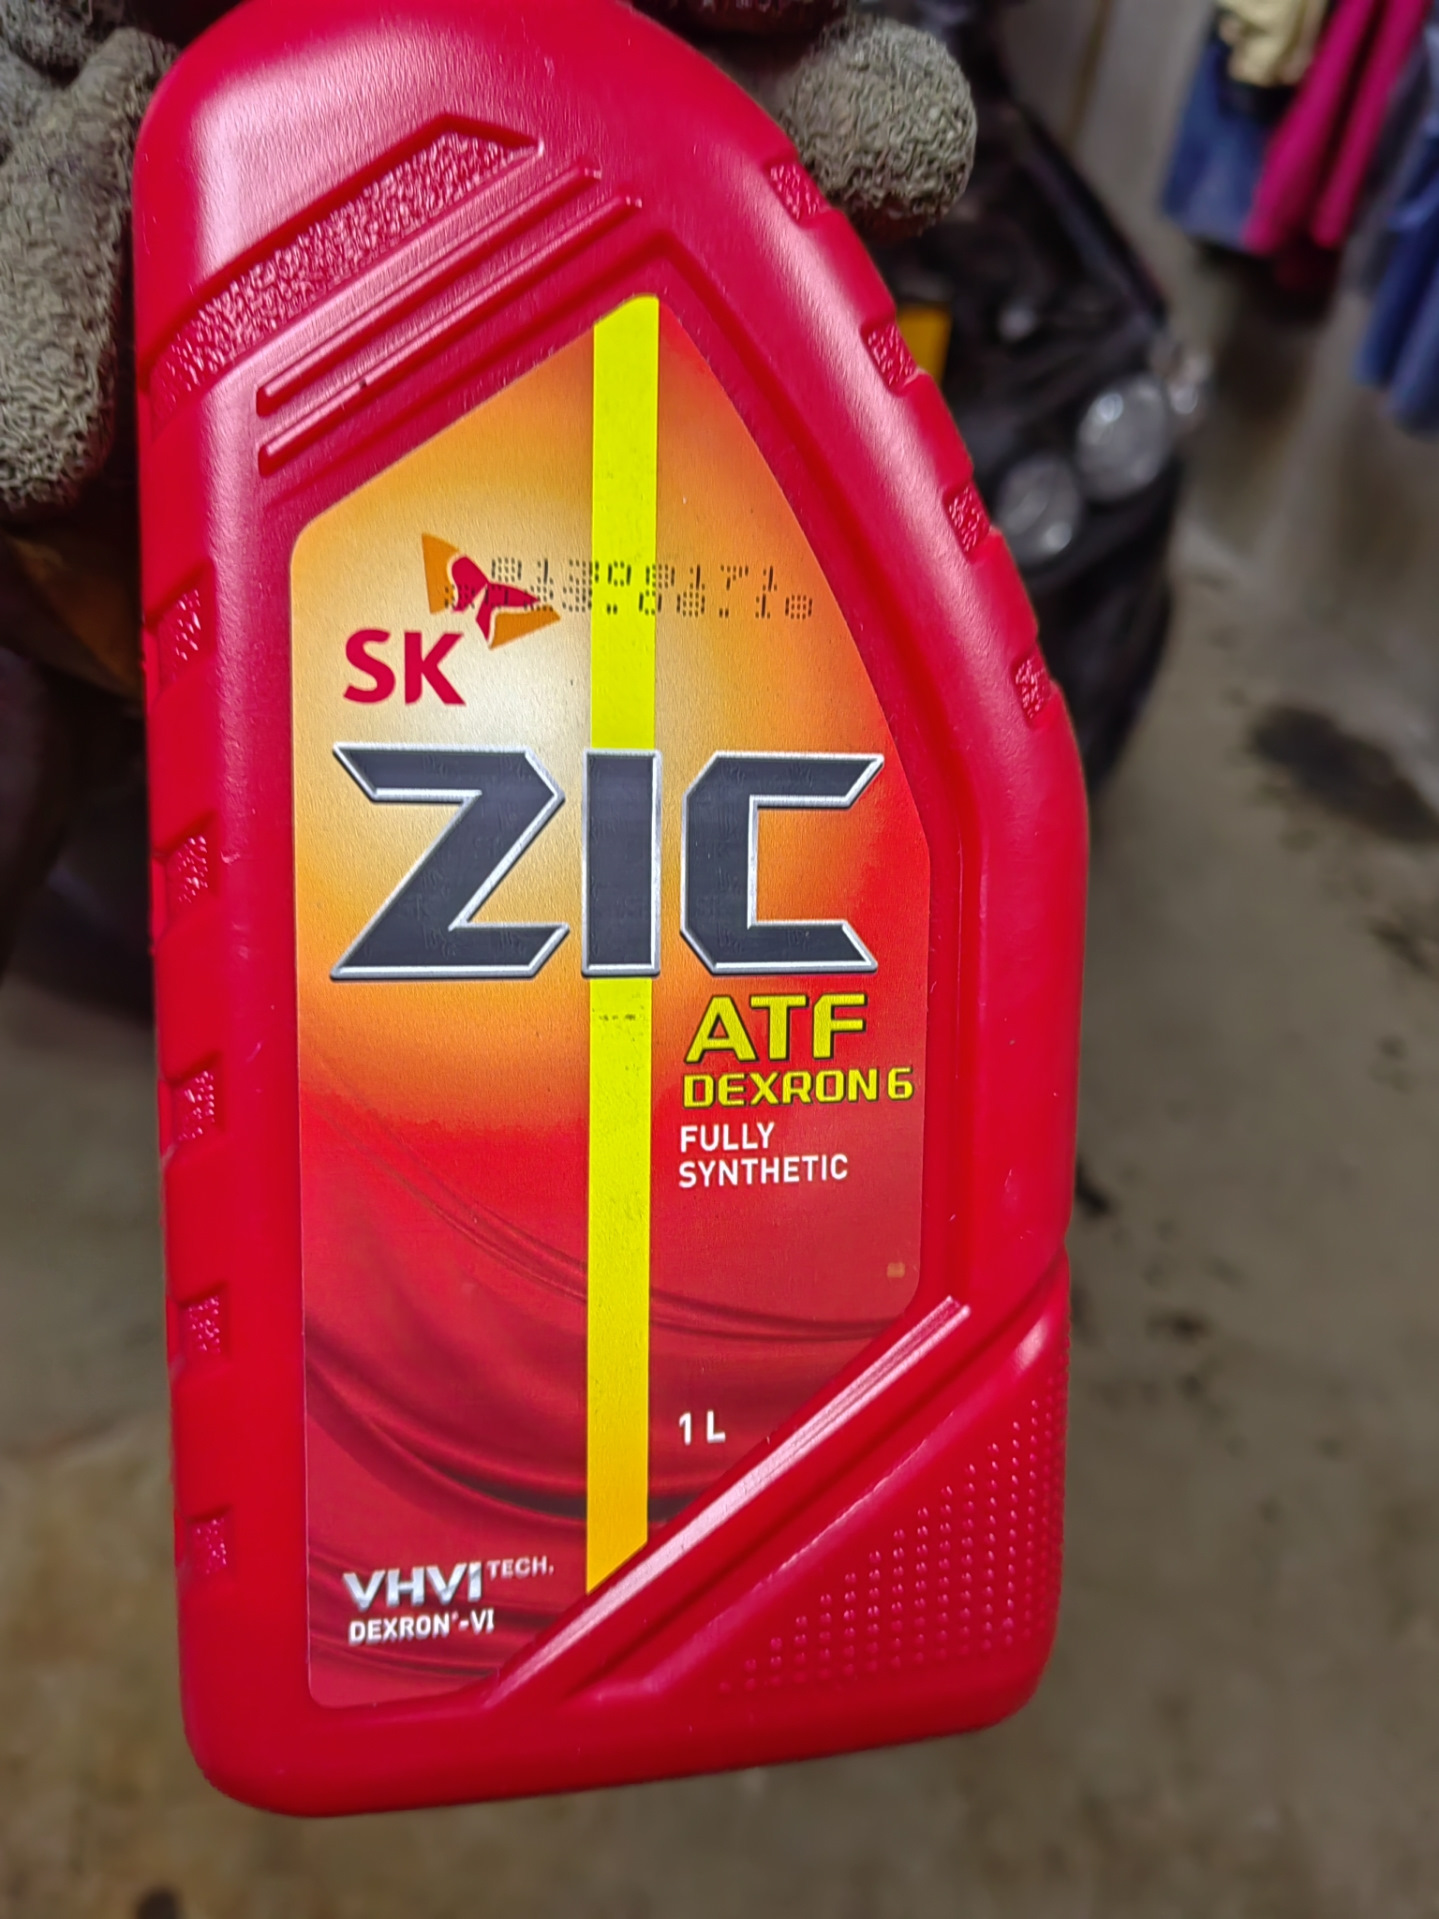 SK
ZIC
ATF
DEXRON 6
FULLY
SYNTHETIC
1 L
VHVI TECH.
DEXRON®-VI